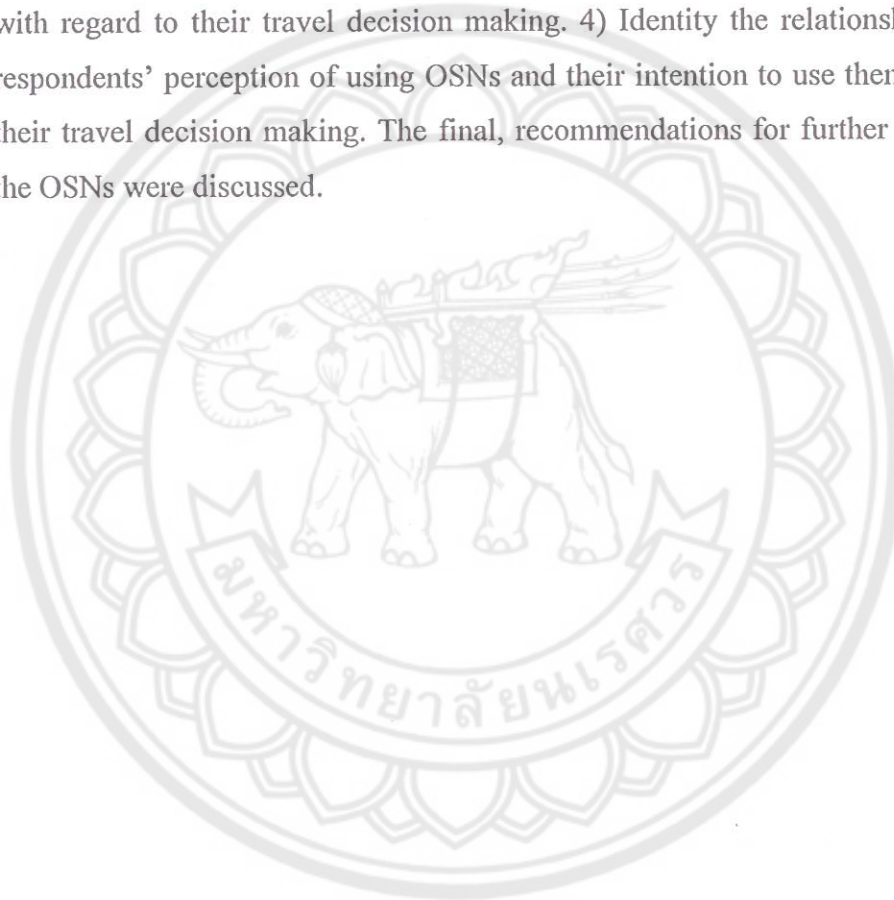 with regard to their travel decision making. 4) Identity the
respondents' perception of using OSNs and their intention to use
their travel decision making. The final, recommendations for further
the OSNs were discussed.
มหาวิทยาลัยนเรศวร